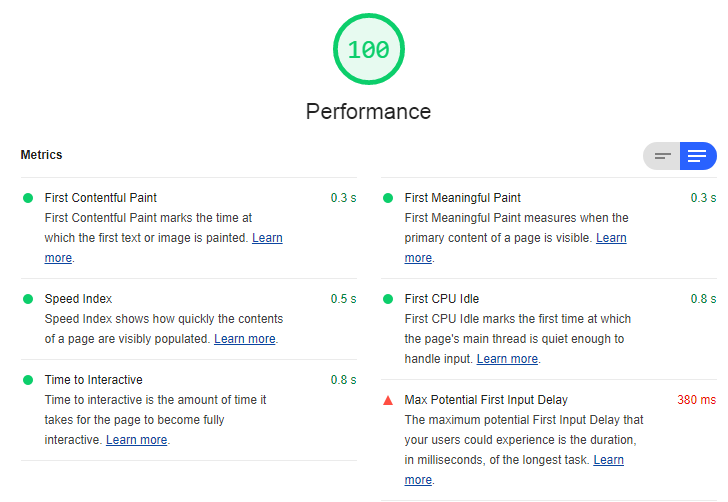 100
Performance
Metrics
First Contentful Paint 0.3 s
First Contentful Paint marks the time at
which the first text or image is painted. Learn
more.
Speed Index 0.5 s
Speed Index shows how quickly the contents
of a page are visibly populated. Learn more.
Time to Interactive 0.8 s
Time to interactive is the amount of time it
takes for the page to become fully
interactive. Learn more.
First Meaningful Paint 0.3 s
First Meaningful Paint measures when the
primary content of a page is visible. Learn
more.
First CPU Idle 0.8 s
First CPU Idle marks the first time at which
the page's main thread is quiet enough to
handle input. Learn more.
Max Potential First Input Delay 380 ms
The maximum potential First Input Delay that
your users could experience is the duration,
in milliseconds, of the longest task. Learn
more.